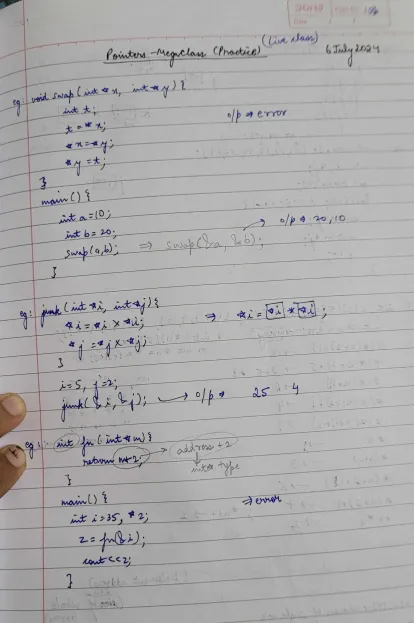 (Live class)
Pointers - MegaClass (Practice) 6 July 2024
eg: void swap (int *x, int *y) {
int t;
t = *x; o/p ⇒ error
*x = *y;
*y = t;
}
main() {
int a = 10;
int b = 20; → o/p ⇒ 20, 10
swap(a, b); ⇒ swap(&a, &b);
}
eg: junk (int *i, int *j) {
*i = *i × *i; ⇒ *i = *i * *i ;
*j = *j × *j;
}
i = 5, j = 2;
junk(&i, &j); → o/p ⇒ 25 4
eg: int fn (int *m) {
return m+2; → address + 2
int* type
}
main() { ⇒ error
int i = 35, *z;
z = fn(&i);
cout << z;
}